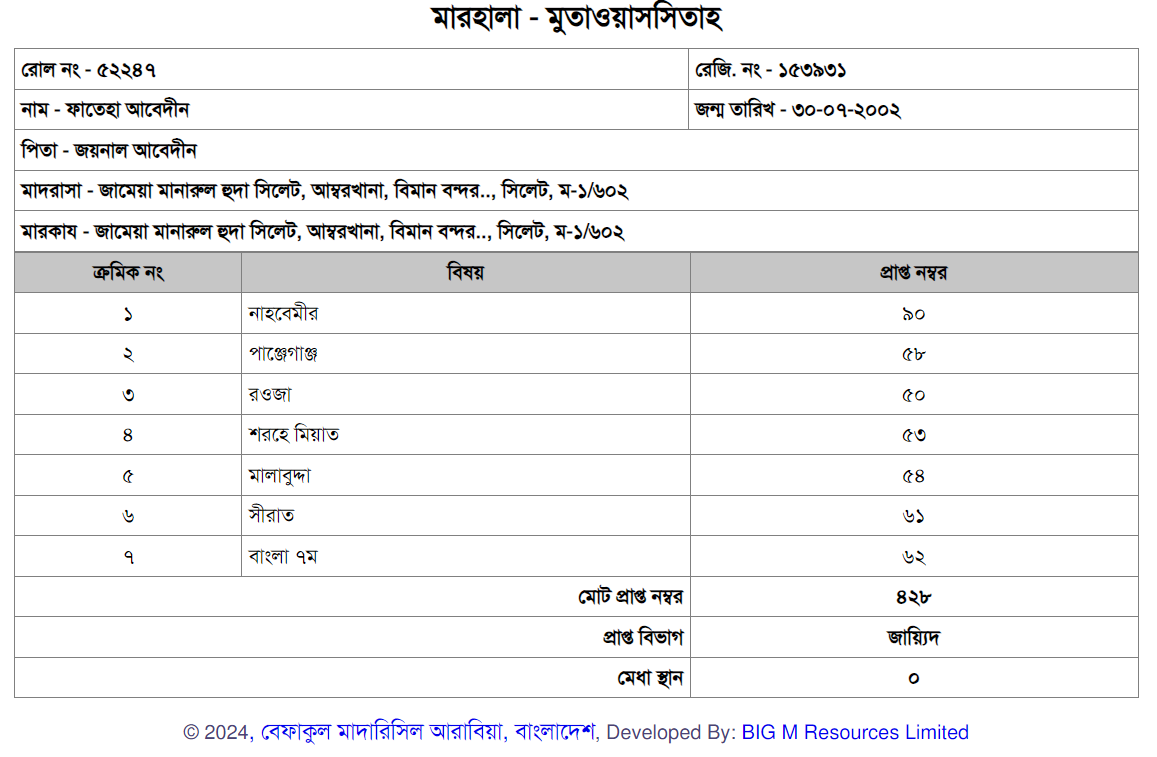 মারহালা - মুতাওয়াসসিতাহ
রোল নং - ৫২২৪৭ রেজি. নং - ১৫৩৯৩১
নাম - ফাতেহা আবেদীন জন্ম তারিখ - ৩০-০৭-২০০২
পিতা - জয়নাল আবেদীন
মাদরাসা - জামেয়া মানারুল হুদা সিলেট, আম্বরখানা, বিমান বন্দর.., সিলেট, ম-১/৬০২
মারকায - জামেয়া মানারুল হুদা সিলেট, আম্বরখানা, বিমান বন্দর.., সিলেট, ম-১/৬০২
ক্রমিক নং বিষয় প্রাপ্ত নম্বর
১ নাহবেমীর ৯০
২ পাঞ্জেগাঞ্জ ৫৮
৩ রওজা ৫০
৪ শরহে মিয়াত ৫৩
৫ মালাবুদ্দা ৫৪
৬ সীরাত ৬১
৭ বাংলা ৭ম ৬২
মোট প্রাপ্ত নম্বর ৪২৮
প্রাপ্ত বিভাগ জায়্যিদ
মেধা স্থান ০
© 2024, বেফাকুল মাদারিসিল আরাবিয়া, বাংলাদেশ, Developed By: BIG M Resources Limited